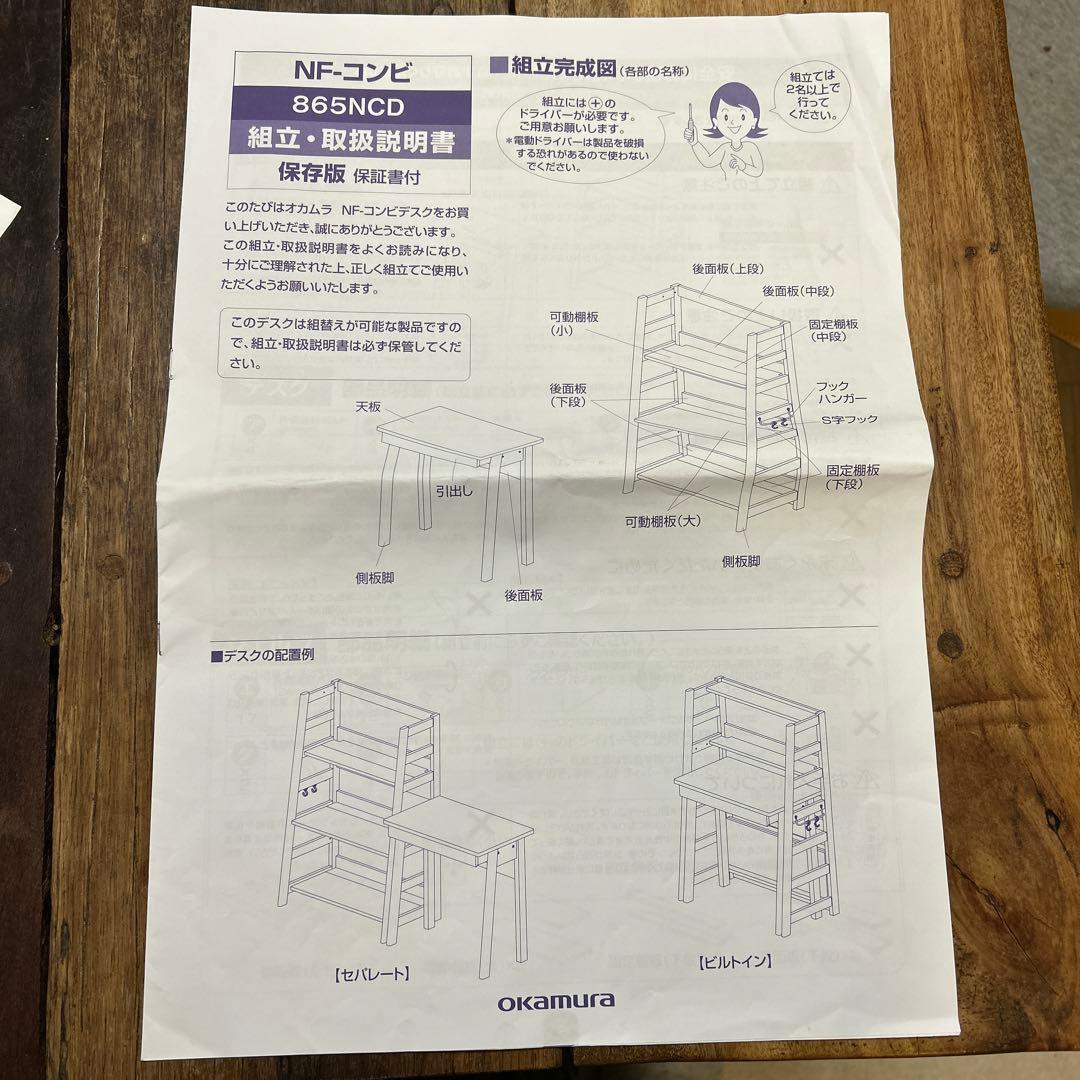 NF-コンビ
865NCD
組立・取扱説明書
保存版 保証書付
このたびはオカムラ NF-コンビデスクをお買
い上げいただき、誠にありがとうございます。
この組立・取扱説明書をよくお読みになり、
十分にご理解された上、正しく組立てご使用い
ただくようお願いいたします。
このデスクは組替えが可能な製品ですの
で、組立・取扱説明書は必ず保管してくだ
さい。
■組立完成図(各部の名称)
組立には⊕の
ドライバーが必要です。
ご用意お願いします。
*電動ドライバーは製品を破損
する恐れがあるので使わない
でください。
組立ては
2名以上で
行って
ください。
天板
引出し
側板脚
後面板
後面板(上段)
後面板(中段)
可動棚板
(小)
固定棚板
(中段)
後面板
(下段)
フック
ハンガー
S字フック
固定棚板
(下段)
可動棚板(大)
側板脚
■デスクの配置例
【セパレート】
【ビルトイン】
okamura